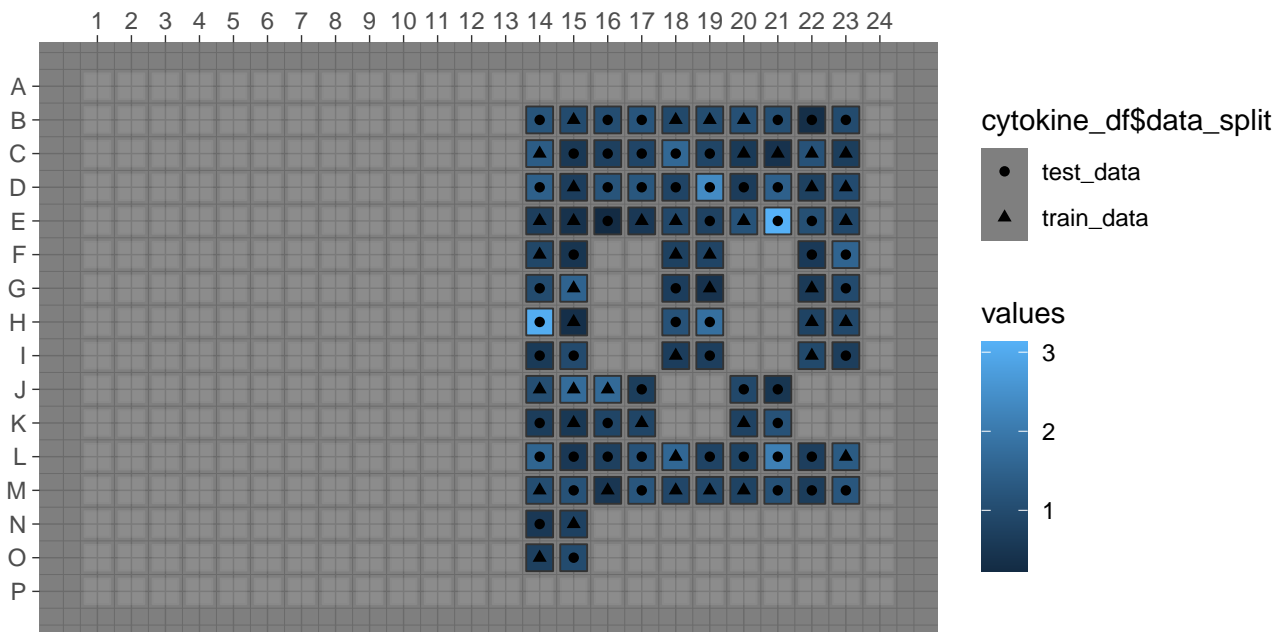 1 2 3 4 5 6 7 8 9 10 11 12 13 14 15 16 17 18 19 20 21 22 23 24
A
B
C
D
E
F
G
H
I
J
K
L
M
N
O
P
cytokine_df$data_split
test_data
train_data
values
3
2
1